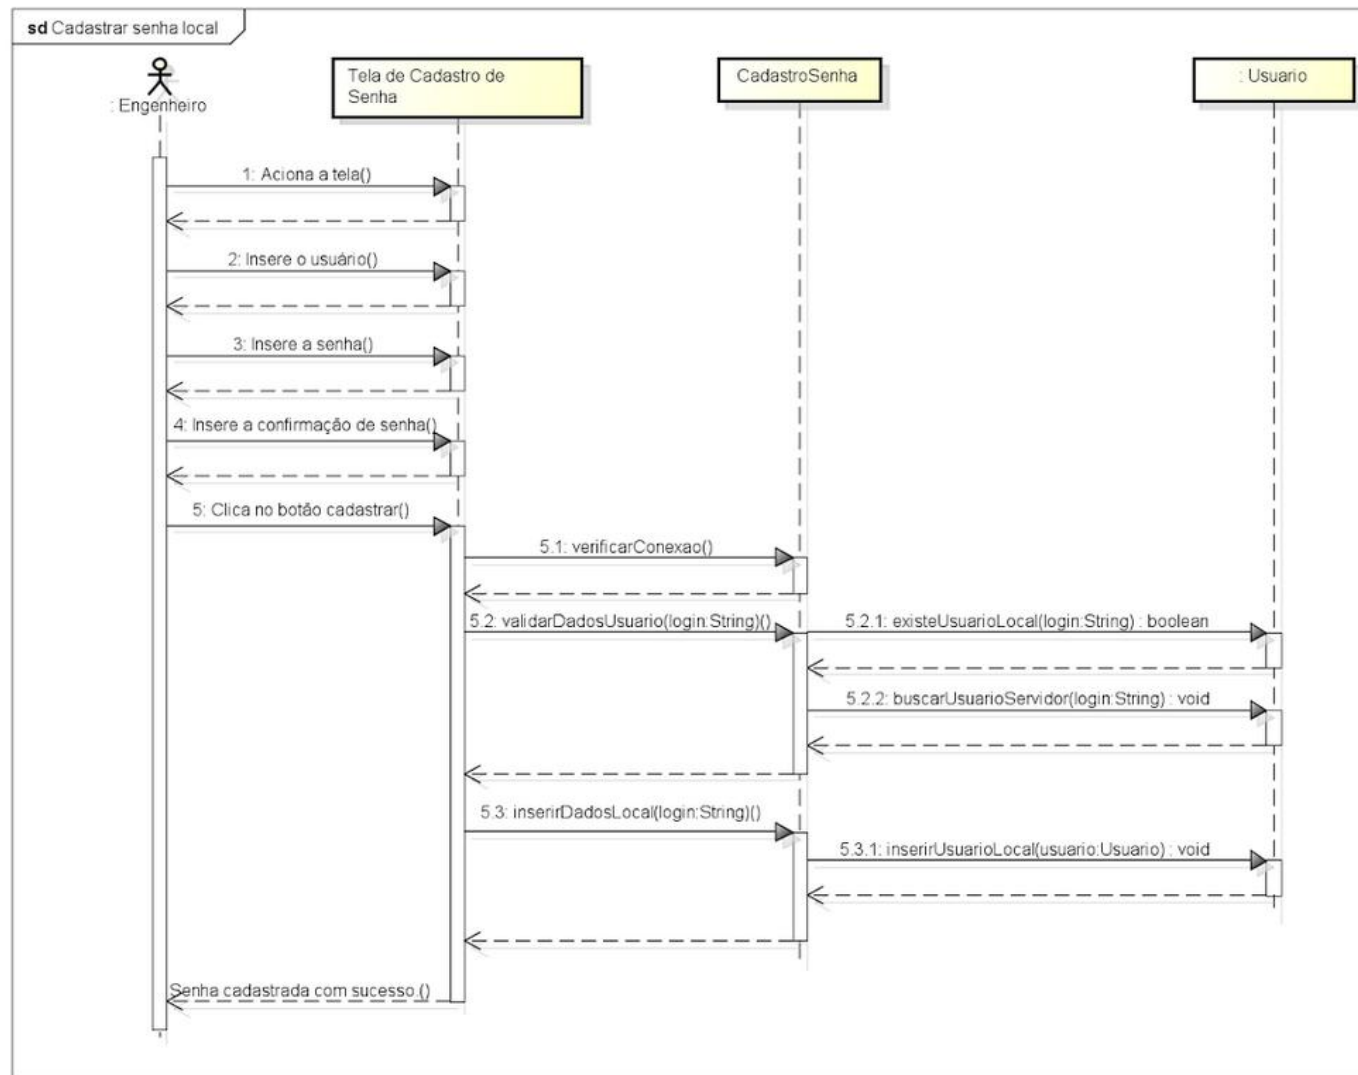 sd Cadastrar senha local
: Engenheiro
Tela de Cadastro de
Senha
CadastroSenha
: Usuario
1: Aciona a tela()
2: Insere o usuário()
3: Insere a senha()
4: Insere a confirmação de senha()
5: Clica no botão cadastrar()
5.1: verificarConexao()
5.2: validarDadosUsuario(login:String)()
5.2.1: existeUsuarioLocal(login:String) : boolean
5.2.2: buscarUsuarioServidor(login:String) : void
5.3: inserirDadosLocal(login:String)()
5.3.1: inserirUsuarioLocal(usuario:Usuario) : void
Senha cadastrada com sucesso.()